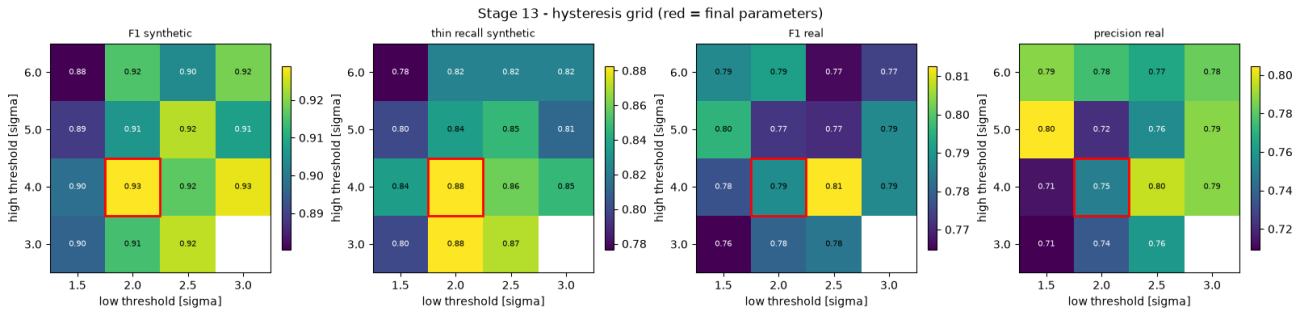 Stage 13 - hysteresis grid (red = final parameters)
F1 synthetic
high threshold [sigma]
6.0 0.88 0.92 0.90 0.92
5.0 0.89 0.91 0.92 0.91
4.0 0.90 0.93 0.92 0.93
3.0 0.90 0.91 0.92
1.5 2.0 2.5 3.0
low threshold [sigma]
0.92
0.91
0.90
0.89
thin recall synthetic
high threshold [sigma]
6.0 0.78 0.82 0.82 0.82
5.0 0.80 0.84 0.85 0.81
4.0 0.84 0.88 0.86 0.85
3.0 0.80 0.88 0.87
1.5 2.0 2.5 3.0
low threshold [sigma]
0.88
0.86
0.84
0.82
0.80
0.78
F1 real
high threshold [sigma]
6.0 0.79 0.79 0.77 0.77
5.0 0.80 0.77 0.77 0.79
4.0 0.78 0.79 0.81 0.79
3.0 0.76 0.78 0.78
1.5 2.0 2.5 3.0
low threshold [sigma]
0.81
0.80
0.79
0.78
0.77
precision real
high threshold [sigma]
6.0 0.79 0.78 0.77 0.78
5.0 0.80 0.72 0.76 0.79
4.0 0.71 0.75 0.80 0.79
3.0 0.71 0.74 0.76
1.5 2.0 2.5 3.0
low threshold [sigma]
0.80
0.78
0.76
0.74
0.72